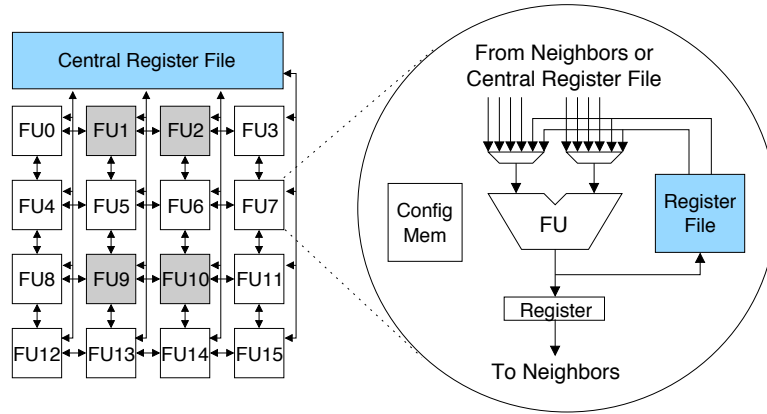 Central Register File
FU0
FU1
FU2
FU3
FU4
FU5
FU6
FU7
FU8
FU9
FU10
FU11
FU12
FU13
FU14
FU15
From Neighbors or
Central Register File
Config
Mem
FU
Register
File
Register
To Neighbors